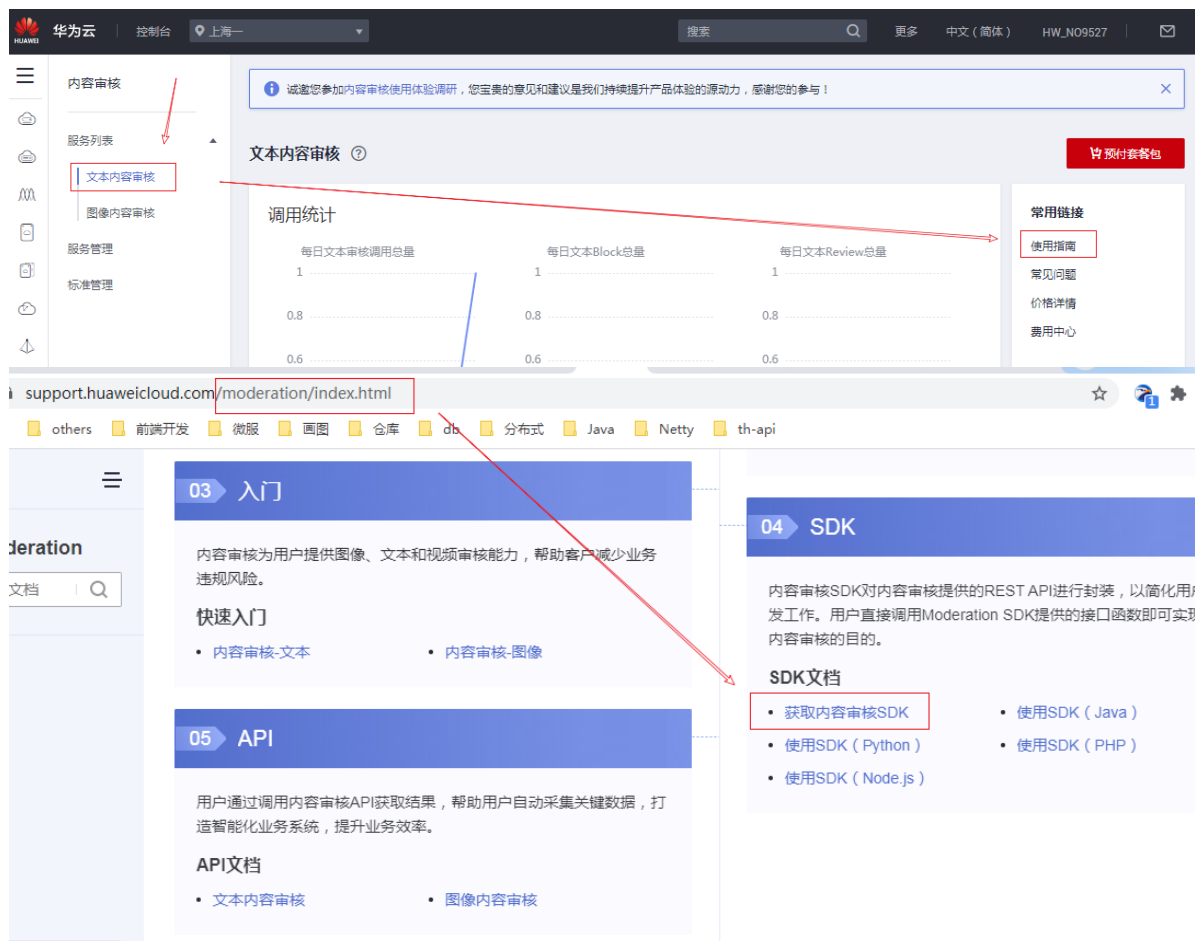 HUAWEI 华为云 控制台 上海一 搜索 更多 中文（简体） HW_NO9527
内容审核
诚邀您参加内容审核使用体验调研，您宝贵的意见和建议是我们持续提升产品体验的源动力，感谢您的参与！
服务列表
文本内容审核
图像内容审核
服务管理
标准管理
文本内容审核
预付套餐包
调用统计
每日文本审核调用总量
1
0.8
0.6
每日文本Block总量
1
0.8
0.6
每日文本Review总量
1
0.8
0.6
常用链接
使用指南
常见问题
价格详情
费用中心
support.huaweicloud.com/moderation/index.html
1
others 前端开发 微服 画图 仓库 db 分布式 Java Netty th-api
deration
文档
03 入门
内容审核为用户提供图像、文本和视频审核能力，帮助客户减少业务
违规风险。
快速入门
• 内容审核-文本 • 内容审核-图像
04 SDK
内容审核SDK对内容审核提供的REST API进行封装，以简化用户
发工作。用户直接调用Moderation SDK提供的接口函数即可实现
内容审核的目的。
SDK文档
• 获取内容审核SDK • 使用SDK（Java）
• 使用SDK（Python） • 使用SDK（PHP）
• 使用SDK（Node.js）
05 API
用户通过调用内容审核API获取结果，帮助用户自动采集关键数据，打
造智能化业务系统，提升业务效率。
API文档
• 文本内容审核 • 图像内容审核